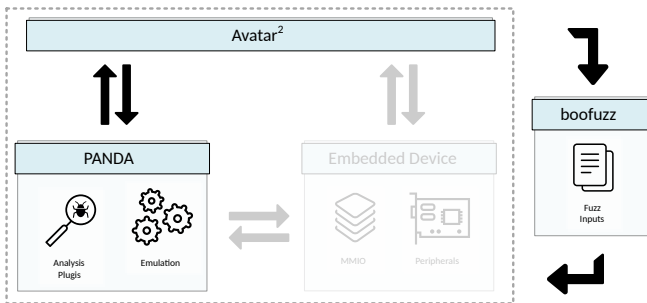 Avatar²
boofuzz
PANDA
Embedded Device
Fuzz
Inputs
Analysis
Plugis
Emulation
MMIO
Peripherals